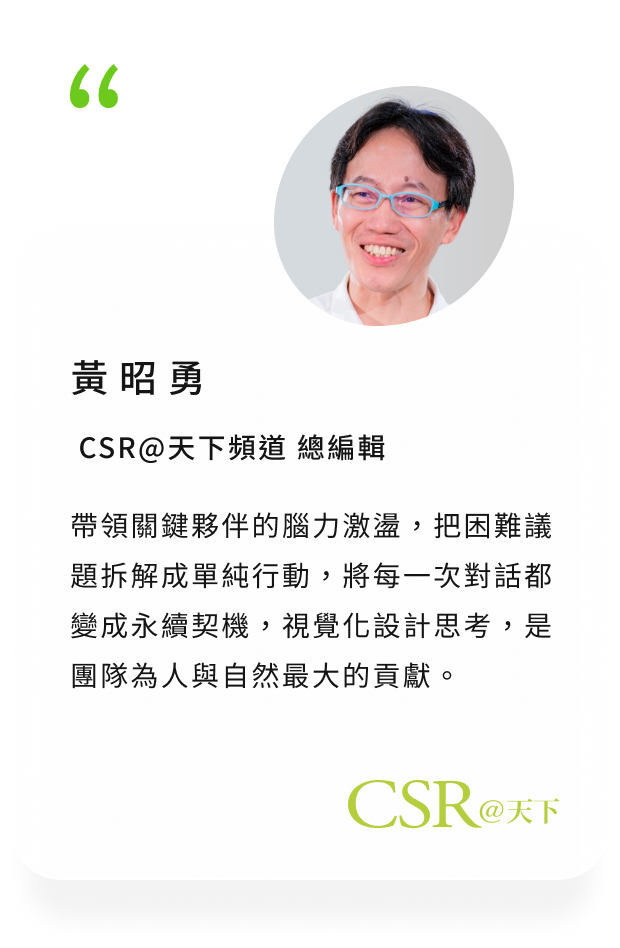 “
黃昭勇
CSR@天下頻道 總編輯
帶領關鍵夥伴的腦力激盪，把困難議
題拆解成單純行動，將每一次對話都
變成永續契機，視覺化設計思考，是
團隊為人與自然最大的貢獻。
CSR@天下